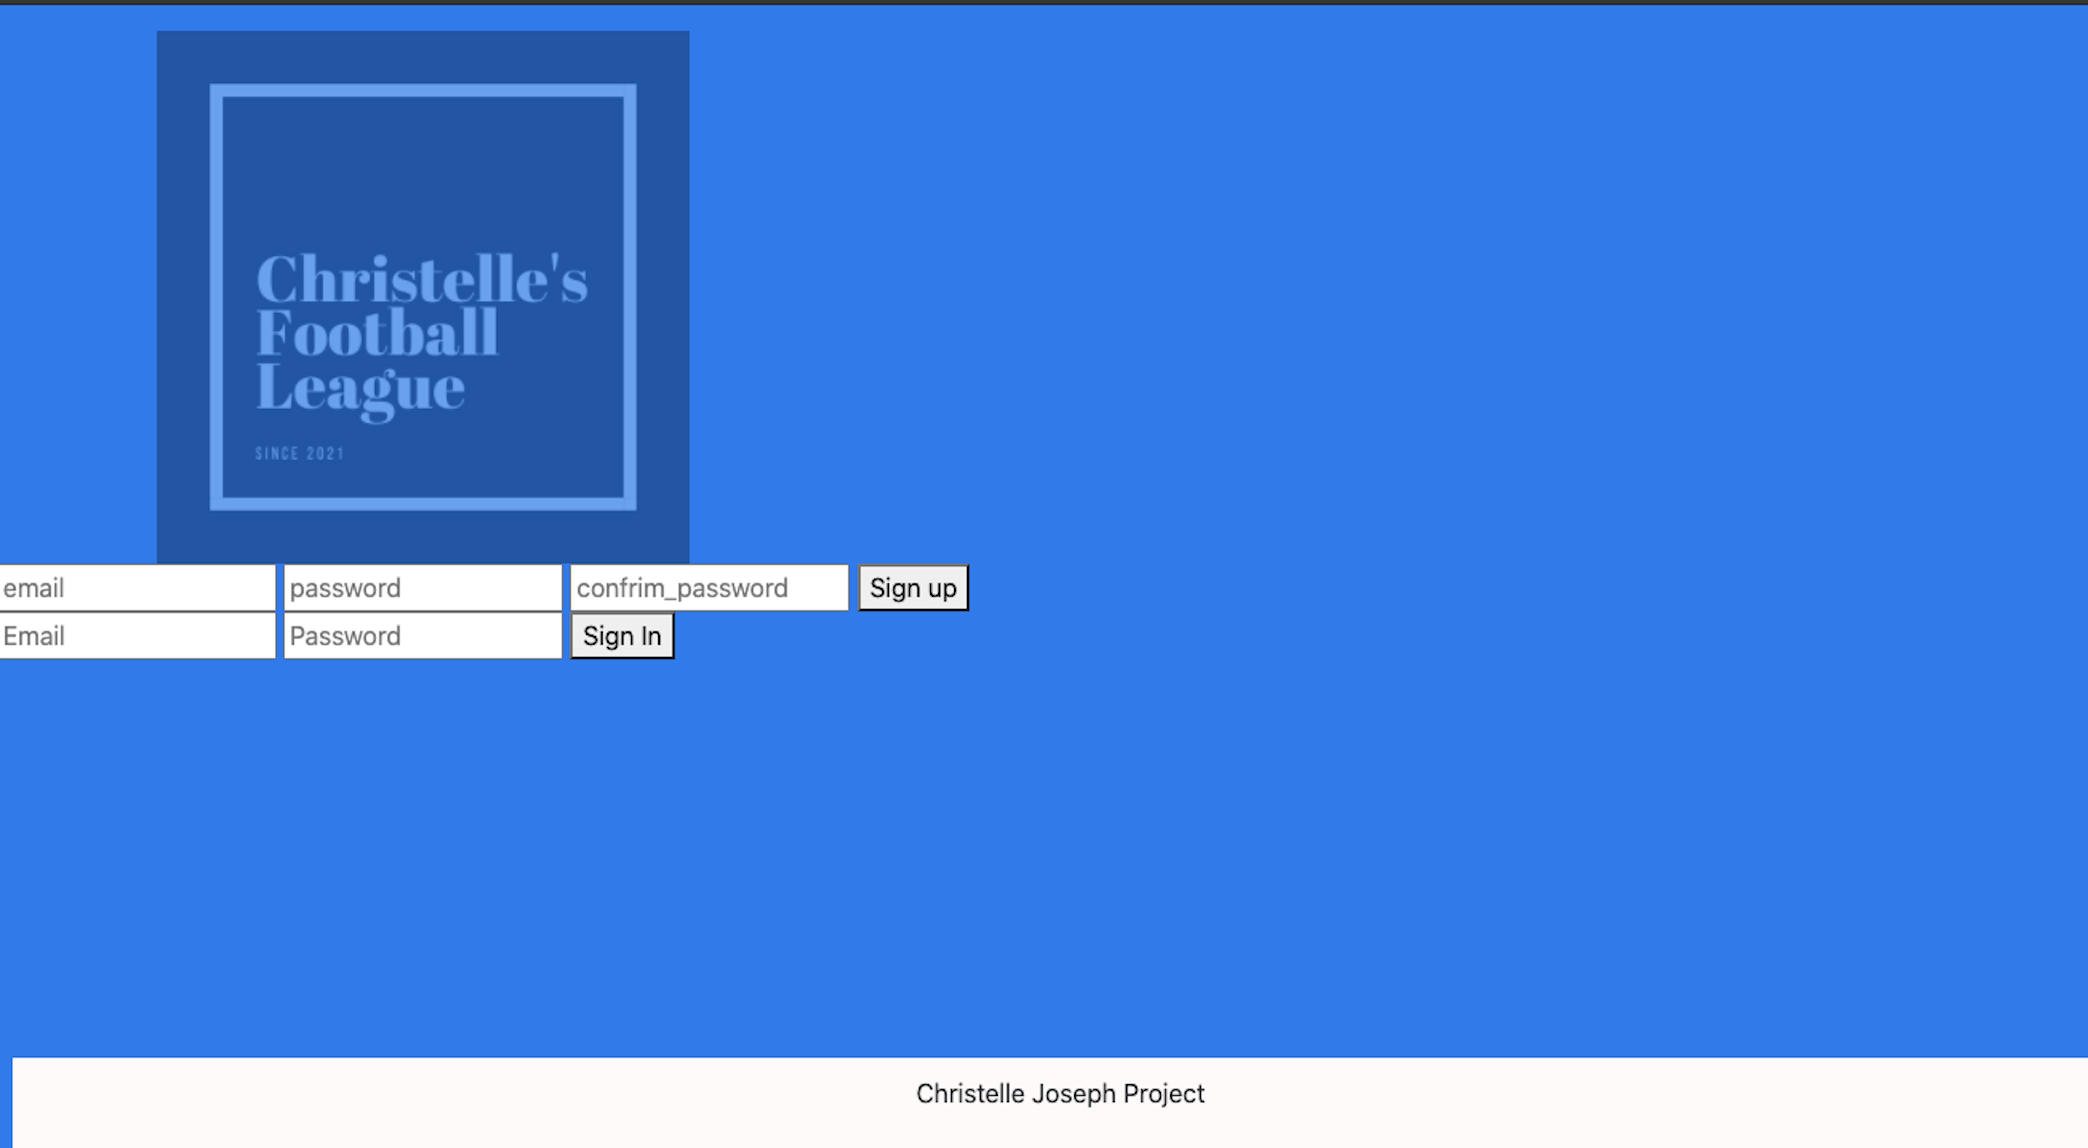 Christelle's
Football
League
SINCE 2021
email password confrim_password Sign up
Email Password Sign In
Christelle Joseph Project